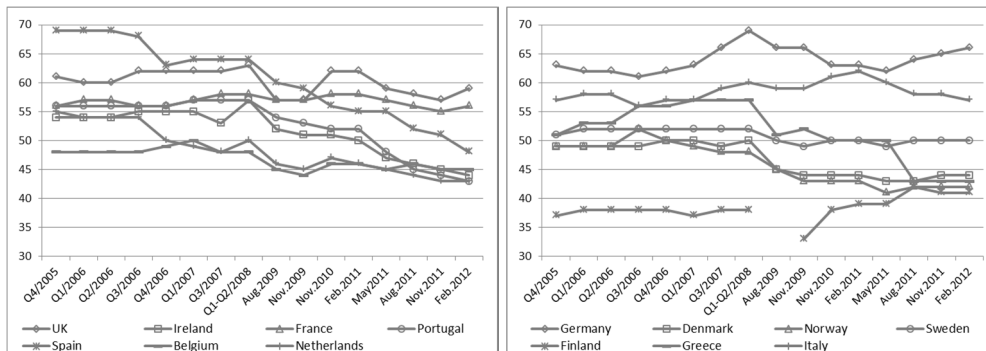 70
65
60
55
50
45
40
35
30
Q4/2005
Q1/2006
Q2/2006
Q3/2006
Q4/2006
Q1/2007
Q3/2007
Q1-Q2/2008
Aug.2009
Nov.2009
Nov.2010
Feb.2011
May2011
Aug.2011
Nov.2011
Feb.2012
UK Ireland France Portugal
Spain Belgium Netherlands
70
65
60
55
50
45
40
35
30
Q4/2005
Q1/2006
Q2/2006
Q3/2006
Q4/2006
Q1/2007
Q3/2007
Q1-Q2/2008
Aug.2009
Nov.2009
Nov.2010
Feb.2011
May2011
Aug.2011
Nov.2011
Feb.2012
Germany Denmark Norway Sweden
Finland Greece Italy